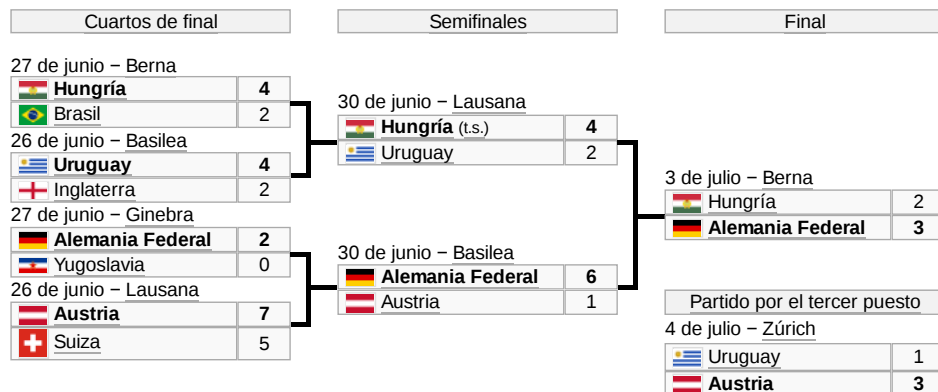 Cuartos de final
Semifinales
Final
27 de junio – Berna
Hungría 4
Brasil 2
26 de junio – Basilea
Uruguay 4
Inglaterra 2
27 de junio – Ginebra
Alemania Federal 2
Yugoslavia 0
26 de junio – Lausana
Austria 7
Suiza 5
30 de junio – Lausana
Hungría (t.s.) 4
Uruguay 2
30 de junio – Basilea
Alemania Federal 6
Austria 1
3 de julio – Berna
Hungría 2
Alemania Federal 3
Partido por el tercer puesto
4 de julio – Zúrich
Uruguay 1
Austria 3